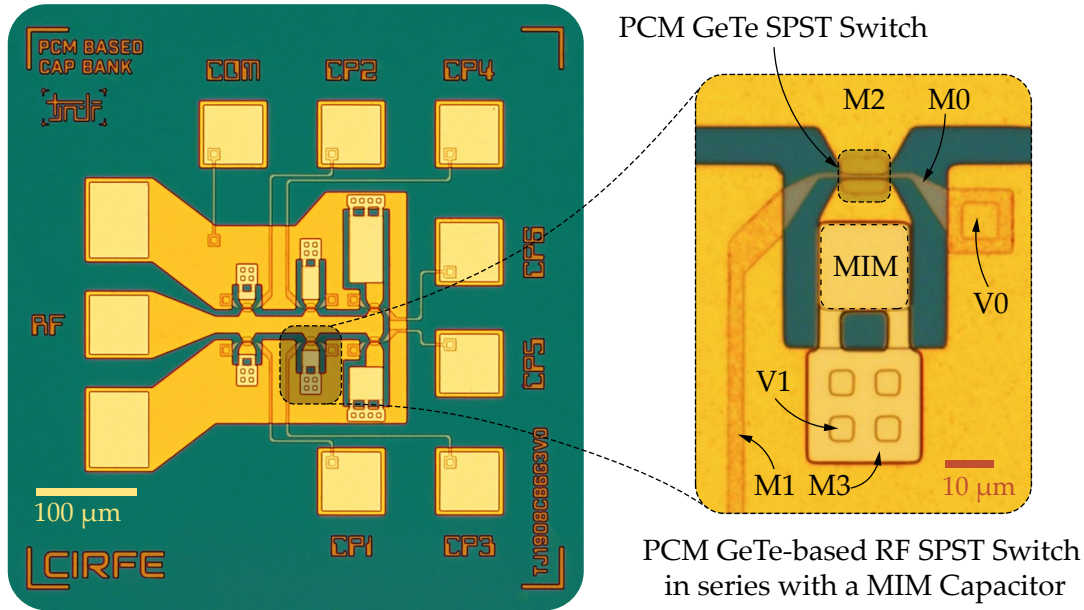 PCM BASED
CAP BANK
COM
CP2
CP4
CP6
RF
CP5
CP1
CP3
TJ1908CB6G3V0
100 μm
CIRFE
PCM GeTe SPST Switch
M2
M0
MIM
V0
V1
M1
M3
10 μm
PCM GeTe-based RF SPST Switch
in series with a MIM Capacitor